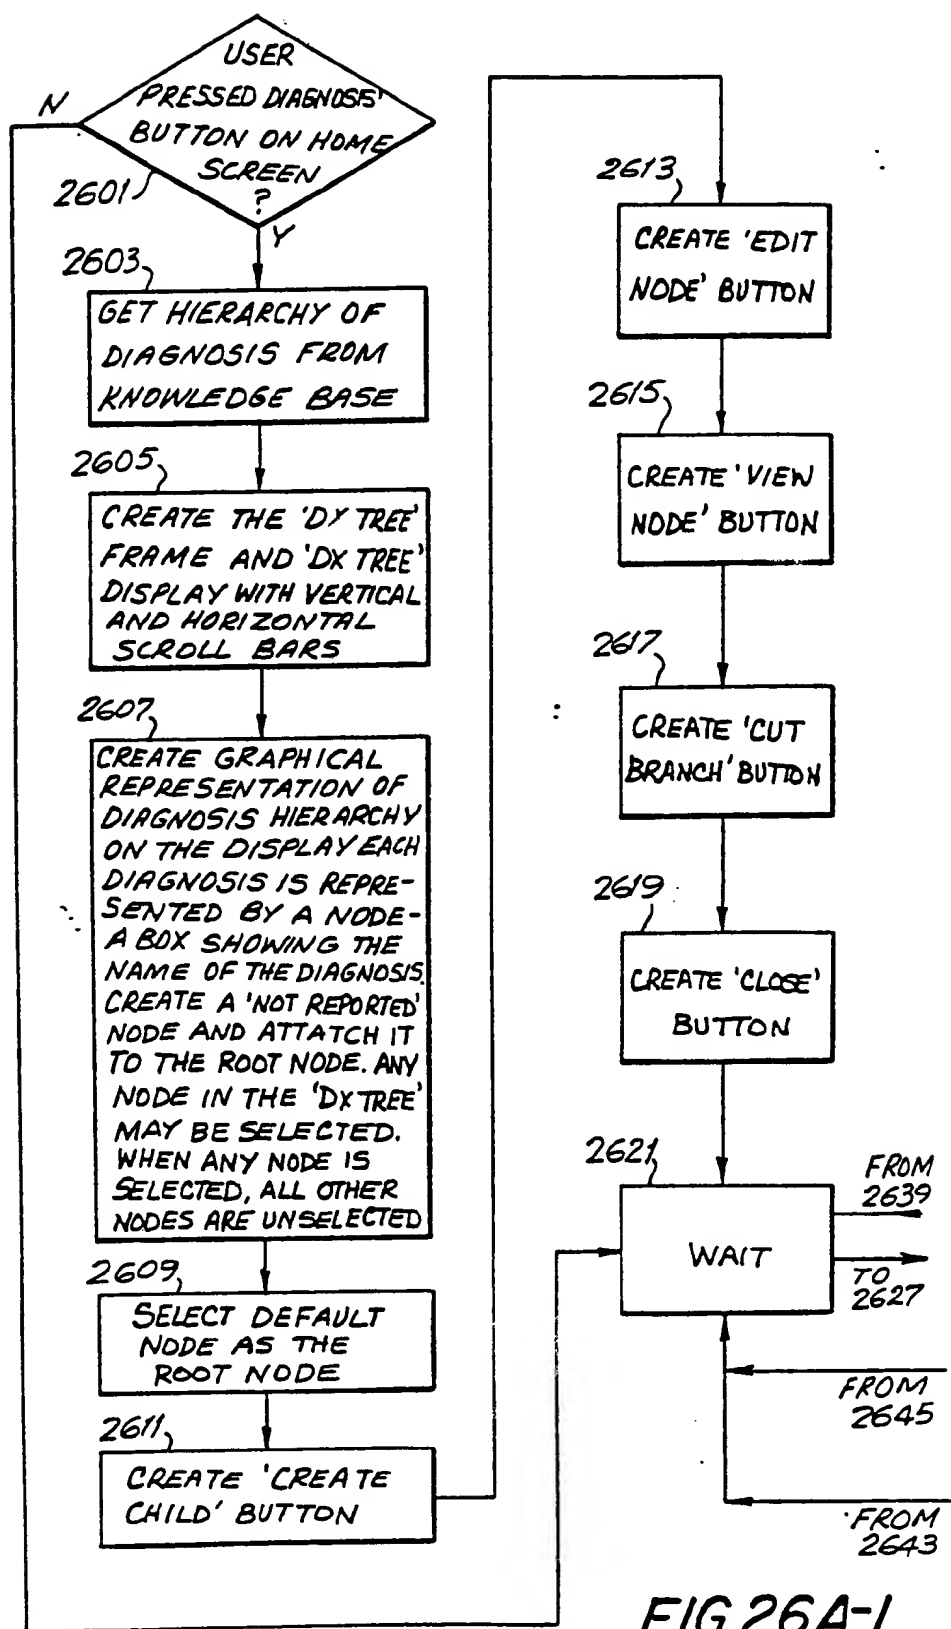 USER
PRESSED DIAGNOSIS'
BUTTON ON HOME
SCREEN
?
N
2601
Y
2603
GET HIERARCHY OF
DIAGNOSIS FROM
KNOWLEDGE BASE
2605
CREATE THE 'DX TREE'
FRAME AND 'DX TREE'
DISPLAY WITH VERTICAL
AND HORIZONTAL
SCROLL BARS
2607
CREATE GRAPHICAL
REPRESENTATION OF
DIAGNOSIS HIERARCHY
ON THE DISPLAY EACH
DIAGNOSIS IS REPRE-
SENTED BY A NODE-
A BOX SHOWING THE
NAME OF THE DIAGNOSIS.
CREATE A 'NOT REPORTED'
NODE AND ATTATCH IT
TO THE ROOT NODE. ANY
NODE IN THE 'DX TREE'
MAY BE SELECTED.
WHEN ANY NODE IS
SELECTED, ALL OTHER
NODES ARE UNSELECTED
2609
SELECT DEFAULT
NODE AS THE
ROOT NODE
2611
CREATE 'CREATE
CHILD' BUTTON
2613
CREATE 'EDIT
NODE' BUTTON
2615
CREATE 'VIEW
NODE' BUTTON
2617
CREATE 'CUT
BRANCH' BUTTON
2619
CREATE 'CLOSE'
BUTTON
2621
WAIT
FROM
2639
TO
2627
FROM
2645
FROM
2643
FIG. 26A-1